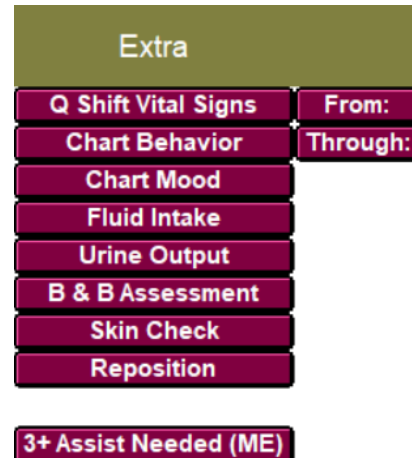 Extra
Q Shift Vital Signs From:
Chart Behavior Through:
Chart Mood
Fluid Intake
Urine Output
B & B Assessment
Skin Check
Reposition
3+ Assist Needed (ME)